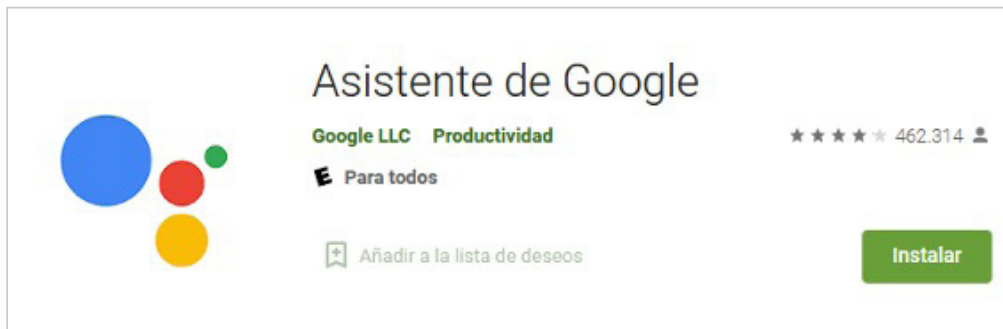 Asistente de Google
Google LLC Productividad 462.314
E Para todos
Añadir a la lista de deseos Instalar